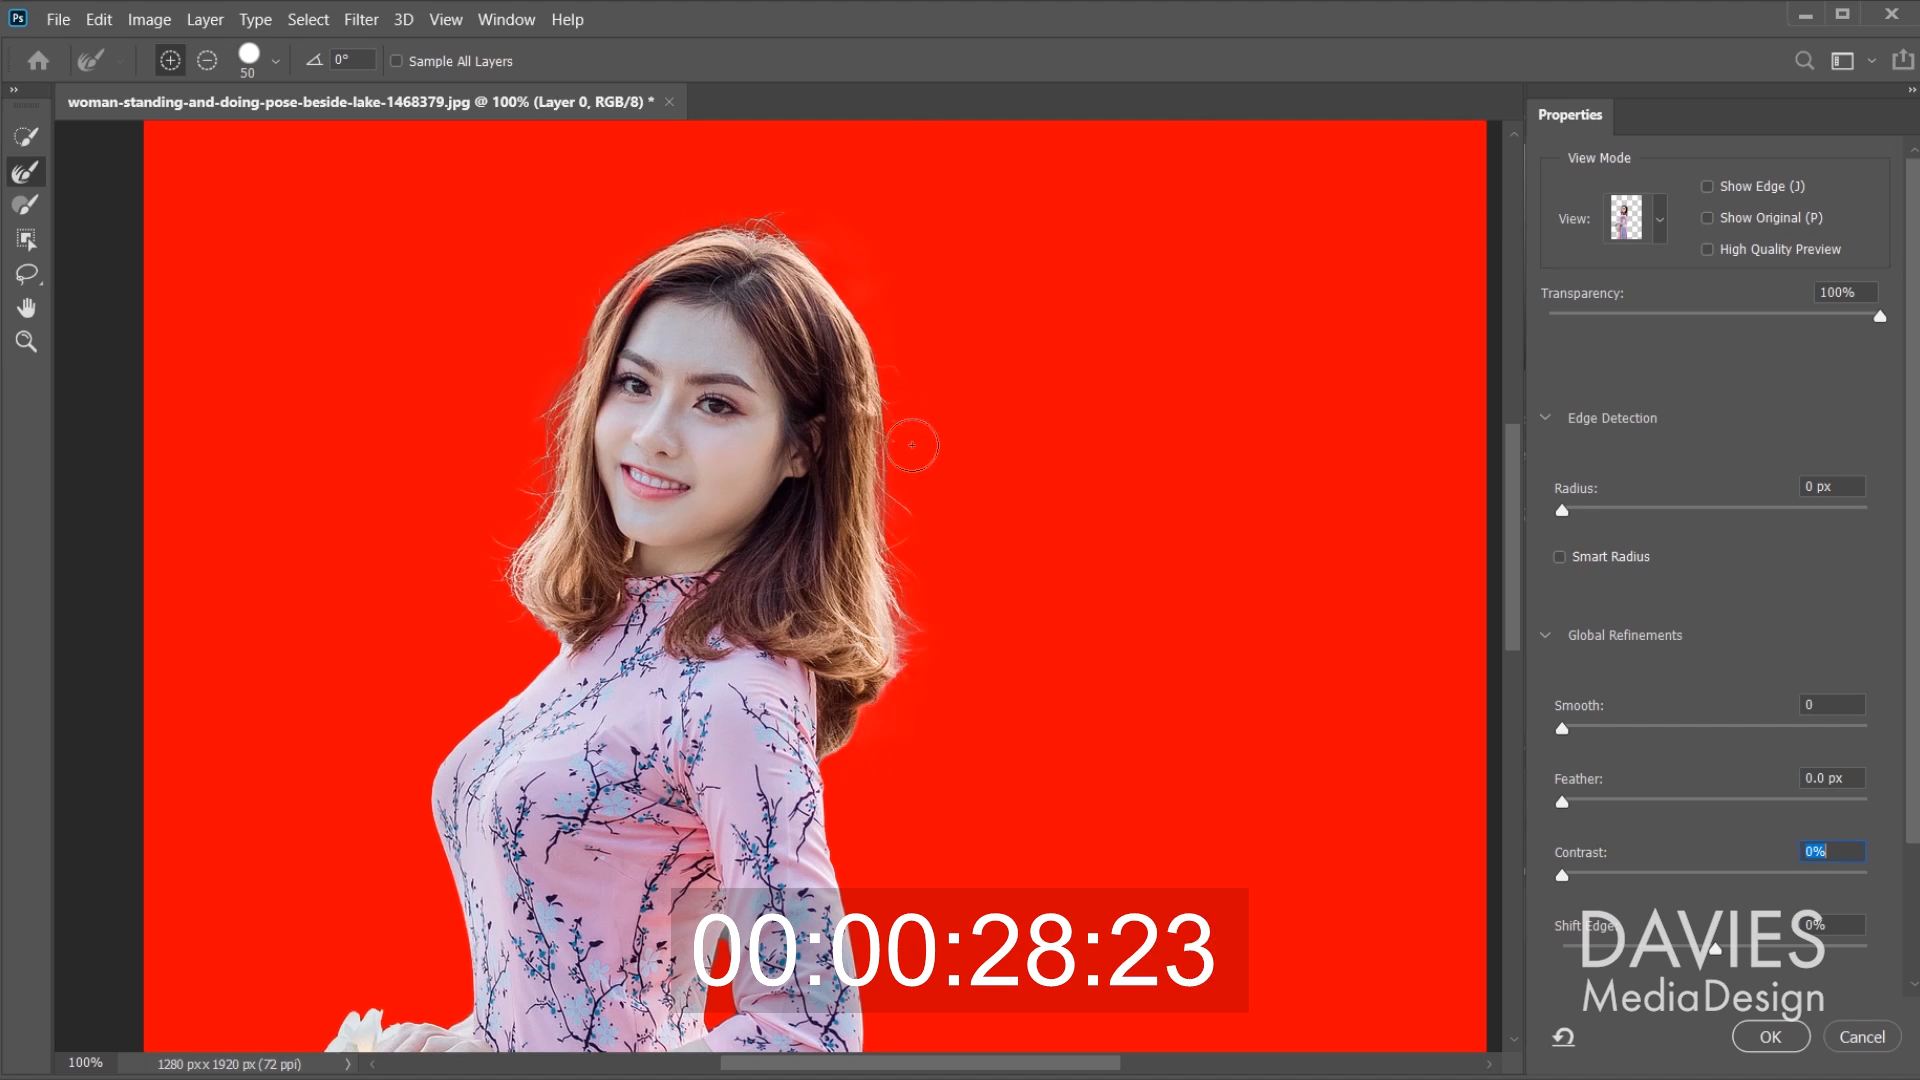 Ps File Edit Image Layer Type Select Filter 3D View Window Help
50 0° Sample All Layers
woman-standing-and-doing-pose-beside-lake-1468379.jpg @ 100% (Layer 0, RGB/8) *
Properties
View Mode
Show Edge (J)
View:
Show Original (P)
High Quality Preview
Transparency: 100%
Edge Detection
Radius: 0 px
Smart Radius
Global Refinements
Smooth: 0
Feather: 0.0 px
Contrast: 0%
Shift Edge: 0%
00:00:28:23
DAVIES
MediaDesign
OK Cancel
100% 1280 px x 1920 px (72 ppi)